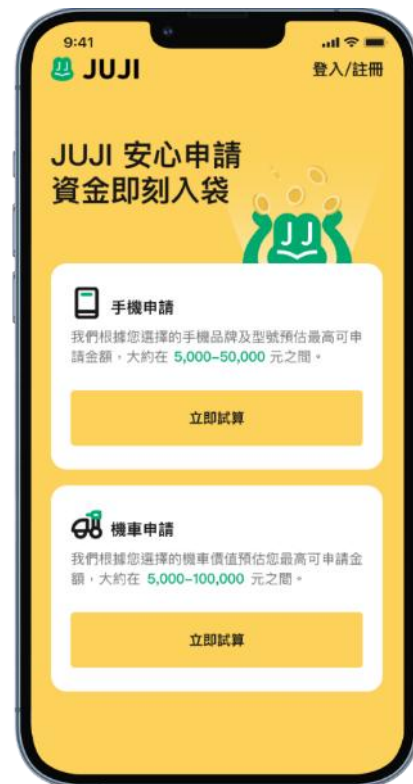 9:41
JUJI
登入/註冊
JUJI 安心申請
資金即刻入袋
JJ
手機申請
我們根據您選擇的手機品牌及型號預估最高可申
請金額，大約在 5,000–50,000 元之間。
立即試算
機車申請
我們根據您選擇的機車價值預估您最高可申請金
額，大約在 5,000–100,000 元之間。
立即試算